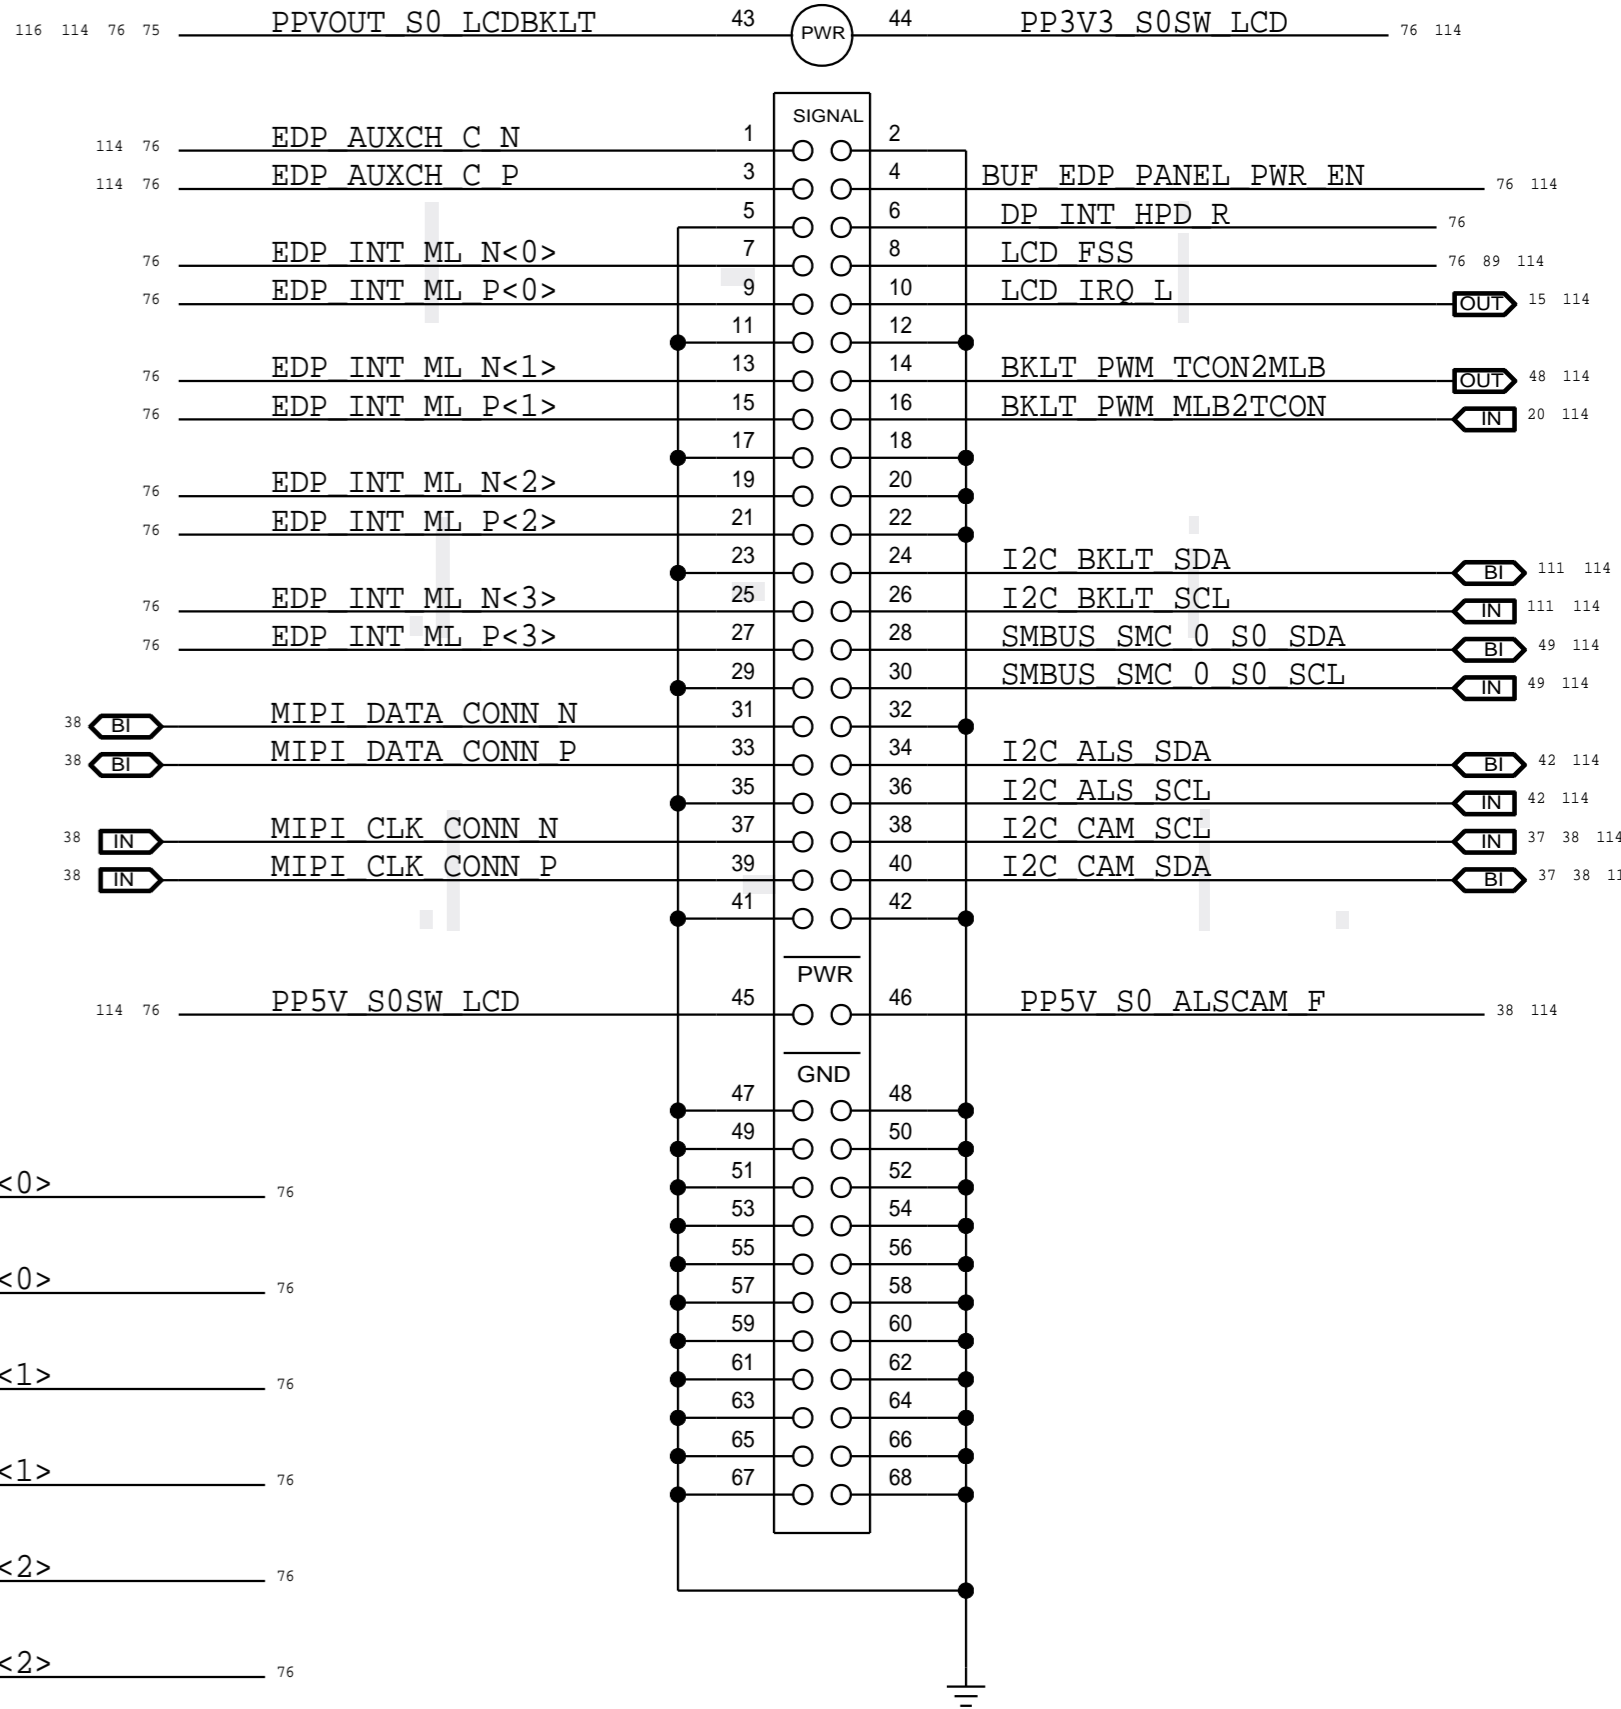 116 114 76 75 PPVOUT_S0_LCDBKLT 43 PWR 44 PP3V3_S0SW_LCD 76 114
SIGNAL
114 76 EDP_AUXCH_C_N 1 2
114 76 EDP_AUXCH_C_P 3 4 BUF_EDP_PANEL_PWR_EN 76 114
5 6 DP_INT_HPD_R 76
76 EDP_INT_ML_N<0> 7 8 LCD_FSS 76 89 114
76 EDP_INT_ML_P<0> 9 10 LCD_IRQ_L OUT 15 114
11 12
76 EDP_INT_ML_N<1> 13 14 BKLT_PWM_TCON2MLB OUT 48 114
76 EDP_INT_ML_P<1> 15 16 BKLT_PWM_MLB2TCON IN 20 114
17 18
76 EDP_INT_ML_N<2> 19 20
76 EDP_INT_ML_P<2> 21 22
23 24 I2C_BKLT_SDA BI 111 114
76 EDP_INT_ML_N<3> 25 26 I2C_BKLT_SCL IN 111 114
76 EDP_INT_ML_P<3> 27 28 SMBUS_SMC_0_S0_SDA BI 49 114
29 30 SMBUS_SMC_0_S0_SCL IN 49 114
38 BI MIPI_DATA_CONN_N 31 32
38 BI MIPI_DATA_CONN_P 33 34 I2C_ALS_SDA BI 42 114
35 36 I2C_ALS_SCL IN 42 114
38 IN MIPI_CLK_CONN_N 37 38 I2C_CAM_SCL IN 37 38 114
38 IN MIPI_CLK_CONN_P 39 40 I2C_CAM_SDA BI 37 38 11
41 42
PWR
114 76 PP5V_S0SW_LCD 45 46 PP5V_S0_ALSCAM_F 38 114
GND
47 48
49 50
51 52
<0> 76
53 54
55 56
<0> 76
57 58
59 60
61 62
<1> 76
63 64
65 66
<1> 76
67 68
<2> 76
<2> 76